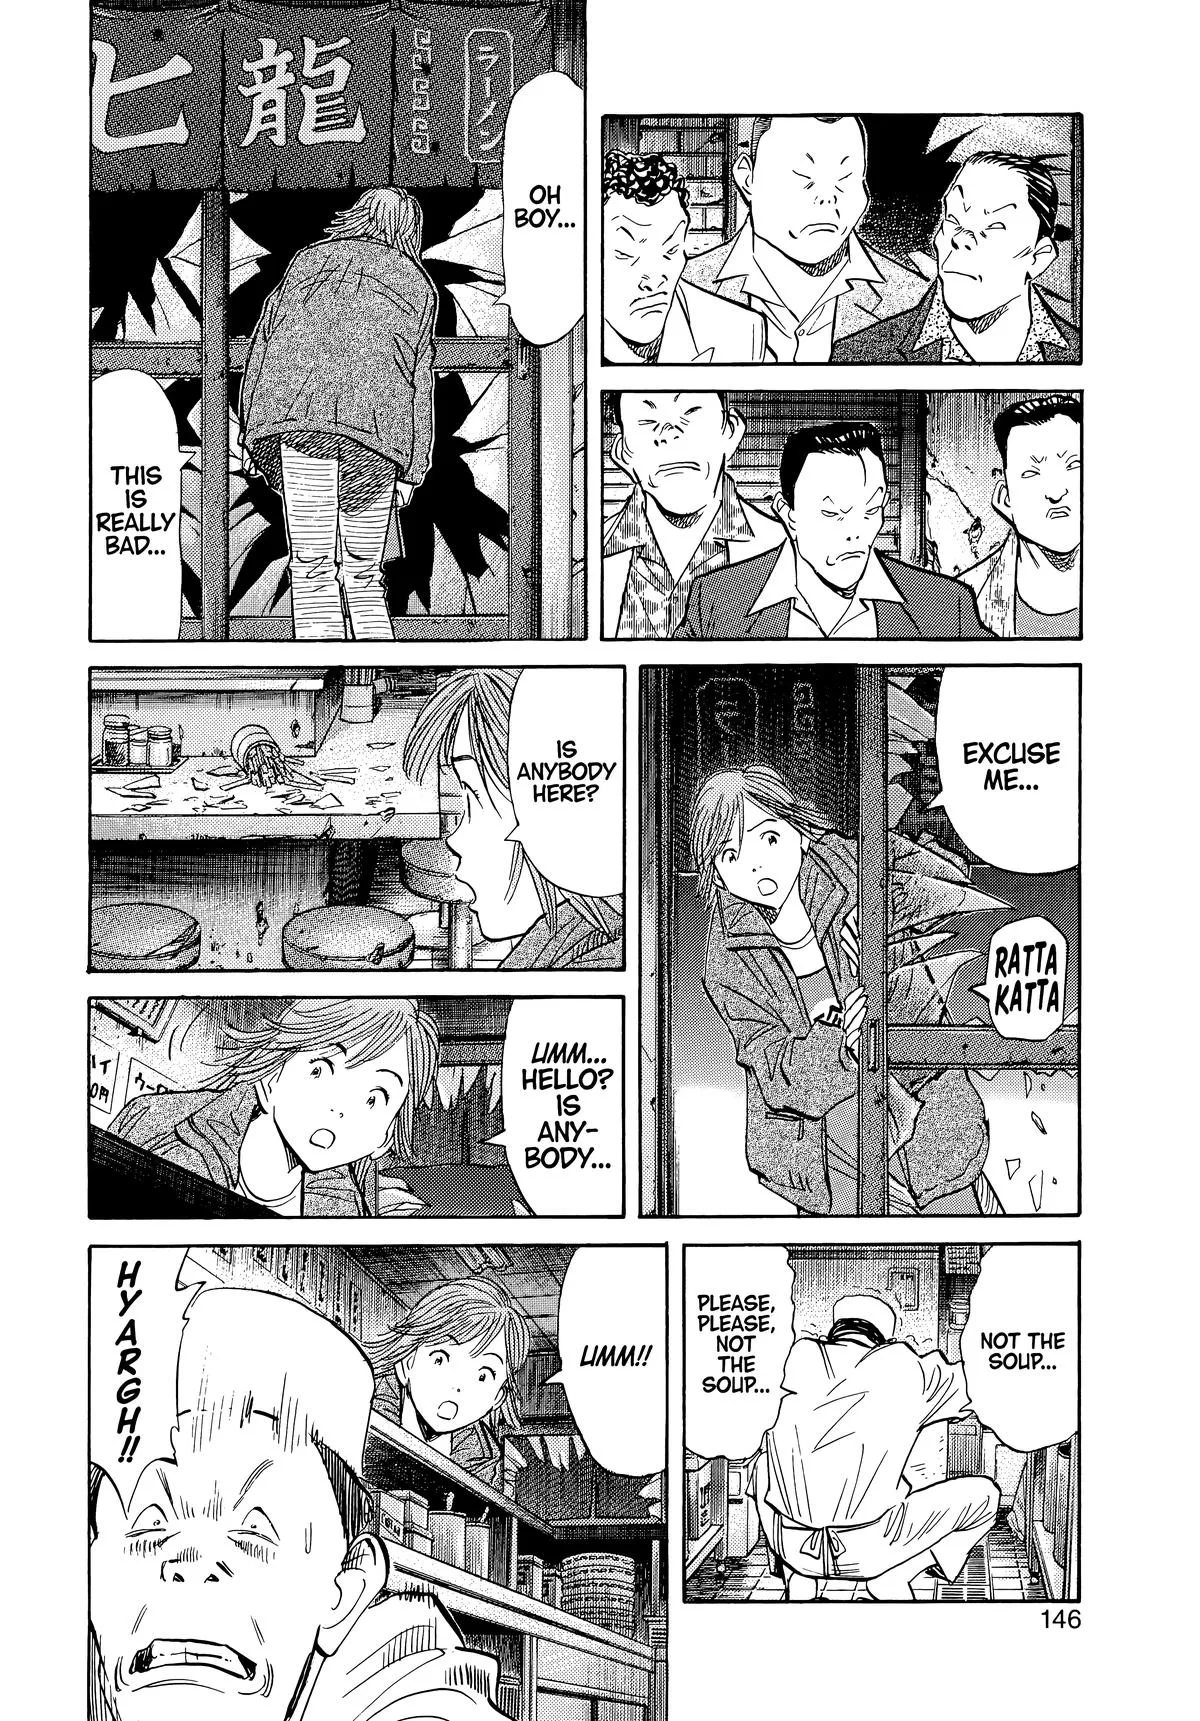 ラーメン
龍
OH
BOY...
THIS
IS
REALLY
BAD...
EXCUSE
ME...
RATTA
KATTA
IS
ANYBODY
HERE?
UMM...
HELLO?
IS
ANY-
BODY...
NOT THE
SOUP...
PLEASE,
PLEASE,
NOT
THE
SOUP...
UMM!!
HYARGH!!
146